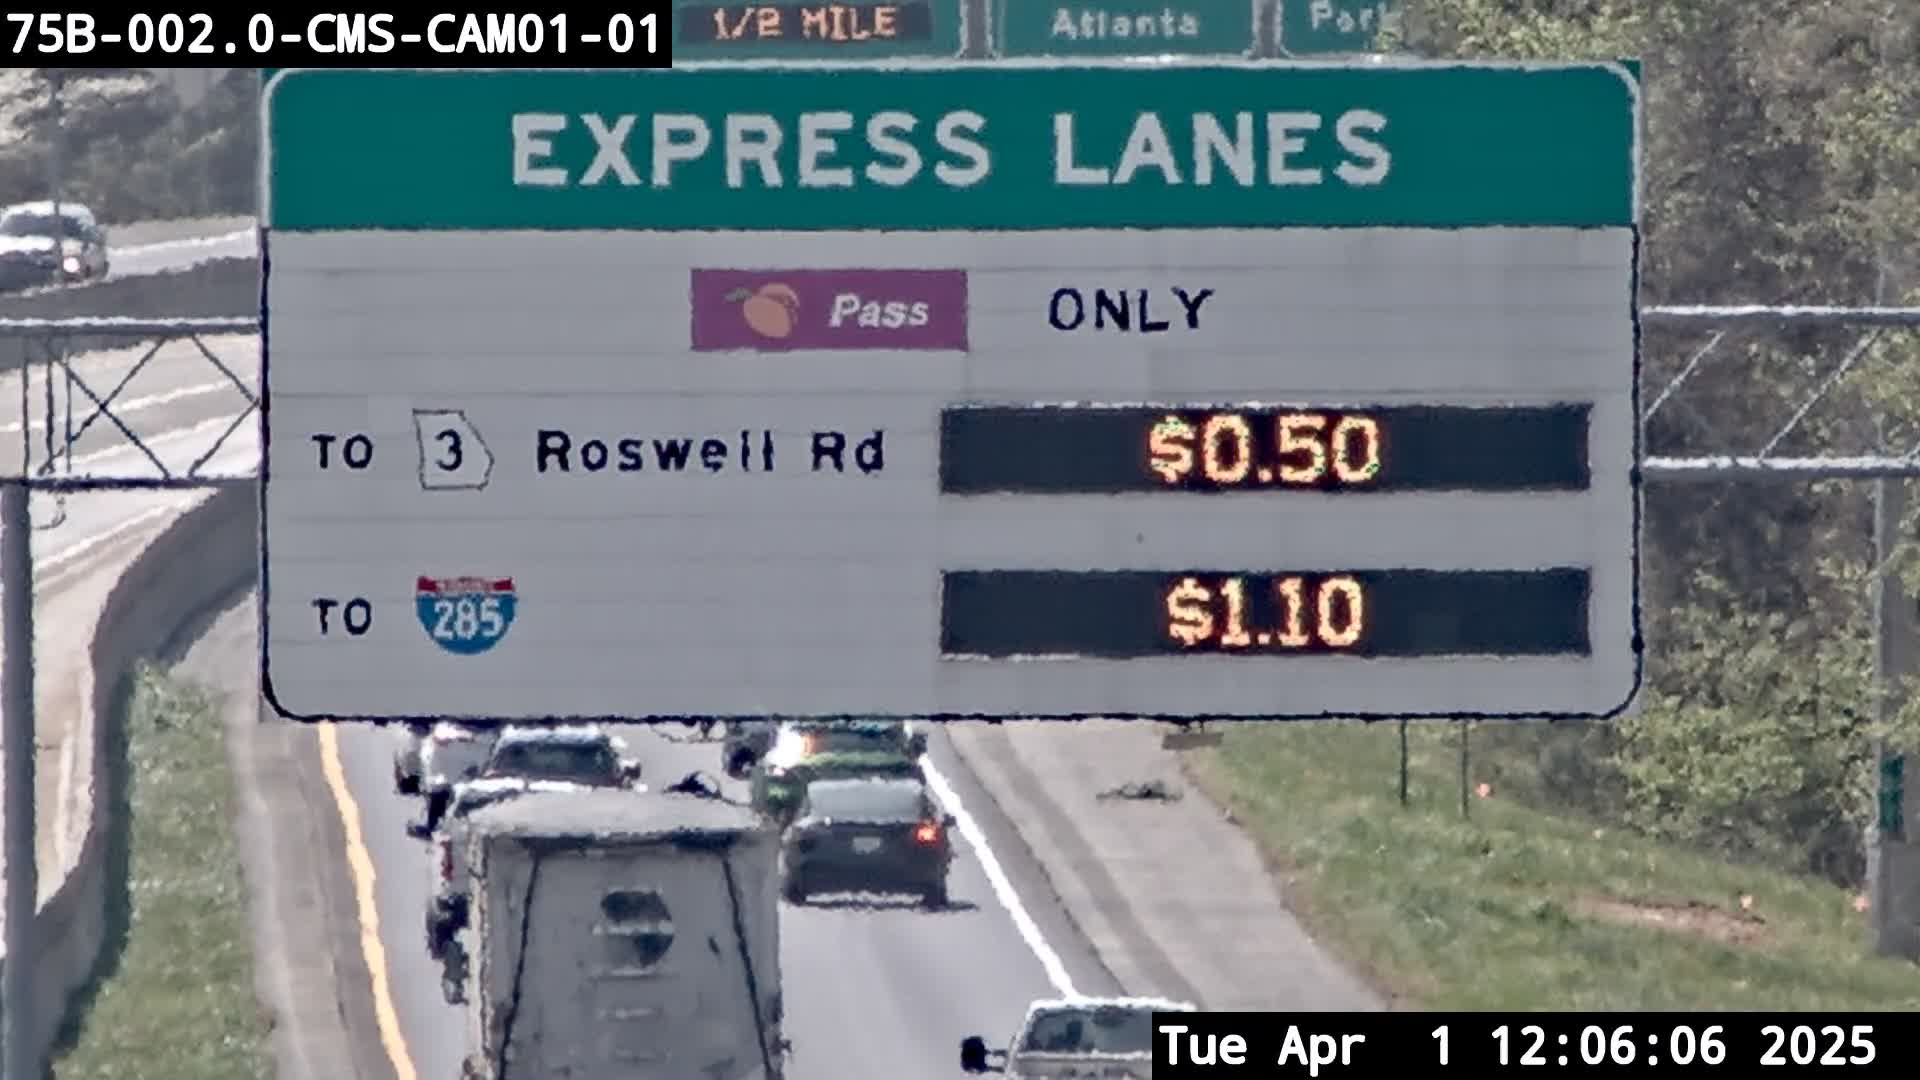 75B-002.0-CMS-CAM01-01
1/2 MILE
Atlanta
Park
EXPRESS LANES
Pass ONLY
TO 3 Roswell Rd $0.50
TO 285 $1.10
Tue Apr 1 12:06:06 2025